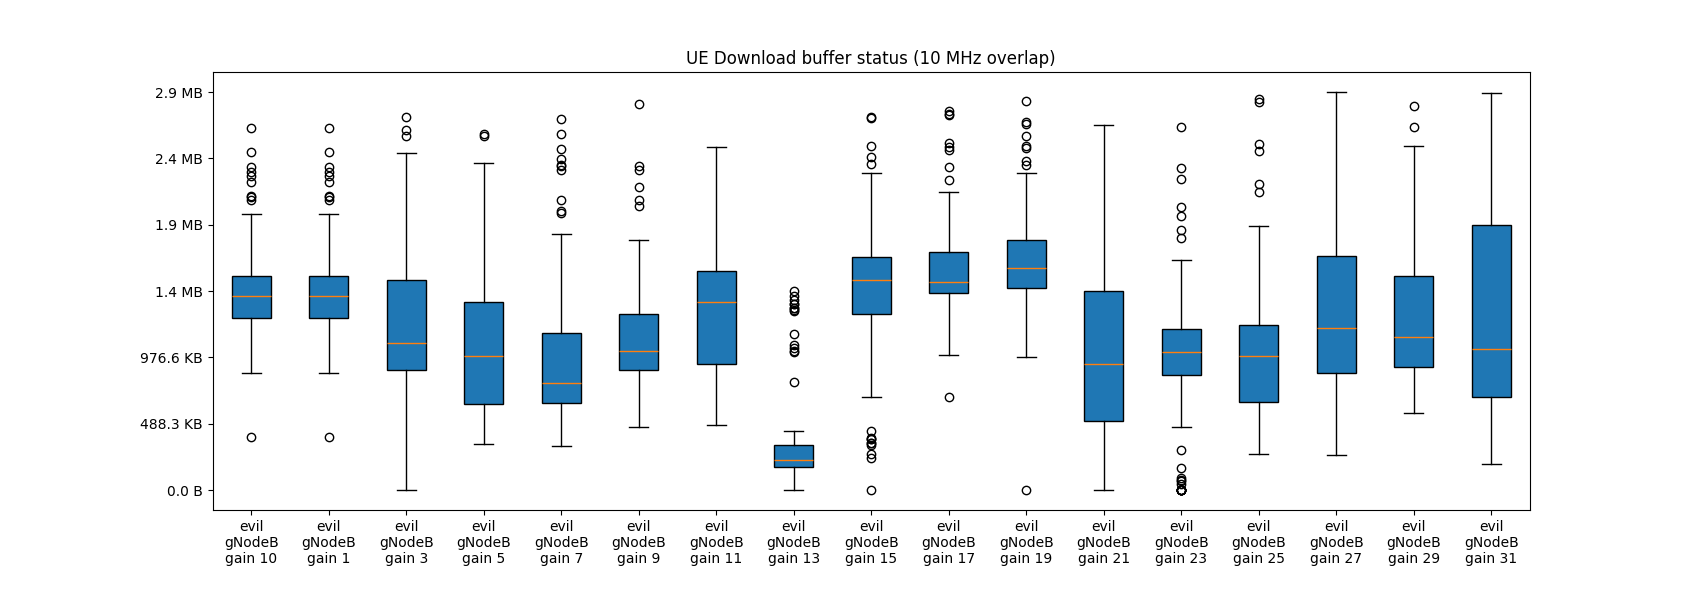 UE Download buffer status (10 MHz overlap)
2.9 MB
2.4 MB
1.9 MB
1.4 MB
976.6 KB
488.3 KB
0.0 B
evil gNodeB gain 10
evil gNodeB gain 1
evil gNodeB gain 3
evil gNodeB gain 5
evil gNodeB gain 7
evil gNodeB gain 9
evil gNodeB gain 11
evil gNodeB gain 13
evil gNodeB gain 15
evil gNodeB gain 17
evil gNodeB gain 19
evil gNodeB gain 21
evil gNodeB gain 23
evil gNodeB gain 25
evil gNodeB gain 27
evil gNodeB gain 29
evil gNodeB gain 31